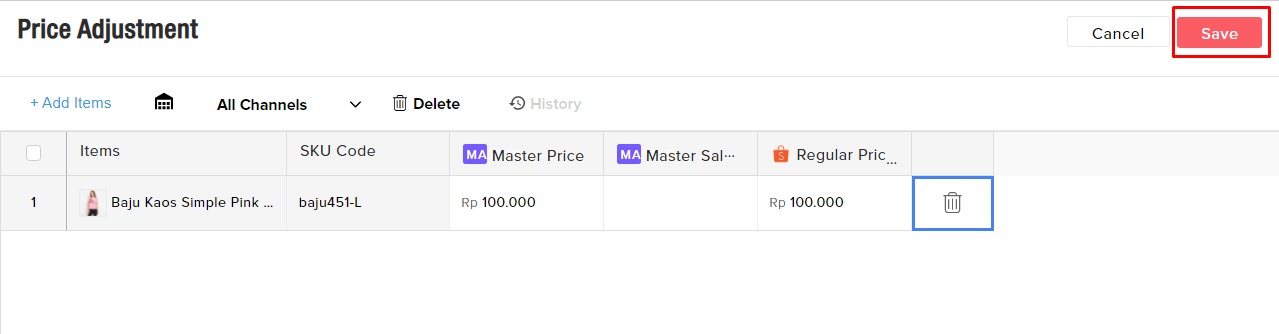 Price Adjustment
Cancel
Save
+ Add Items
All Channels
Delete
History
Items
SKU Code
MA Master Price
MA Master Sal...
S Regular Pric...
1
Baju Kaos Simple Pink ...
baju451-L
Rp 100.000
Rp 100.000